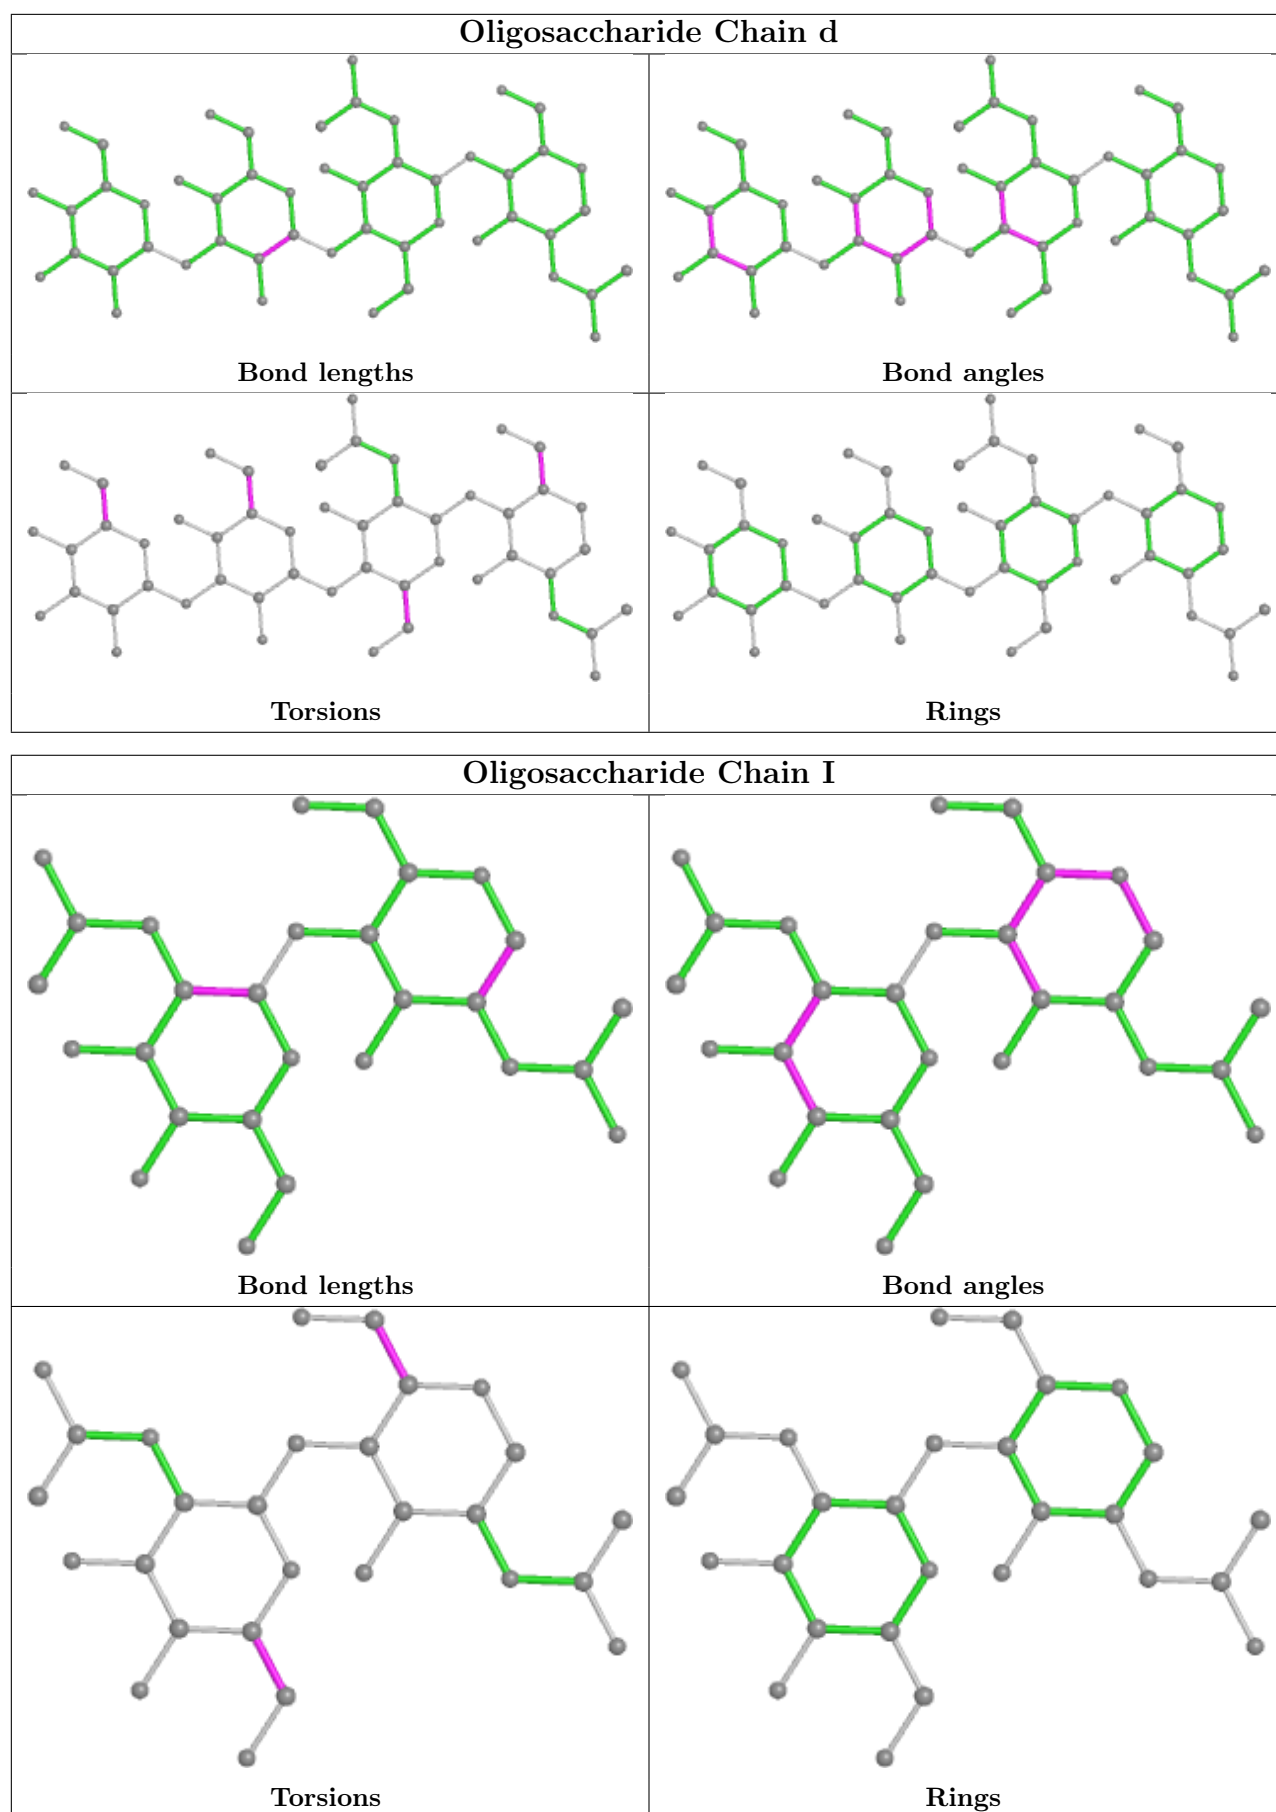 Oligosaccharide Chain d
Bond lengths
Bond angles
Torsions
Rings
Oligosaccharide Chain I
Bond lengths
Bond angles
Torsions
Rings